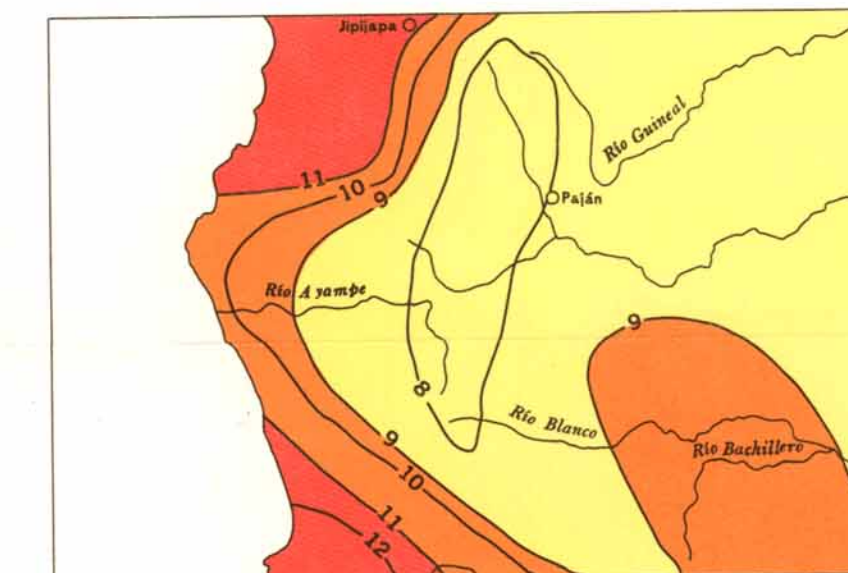 Jipijapa
Río Guineal
11
10
9
Paján
Río Ayampe
9
8
Río Blanco
9
10
Río Bachillero
11
12